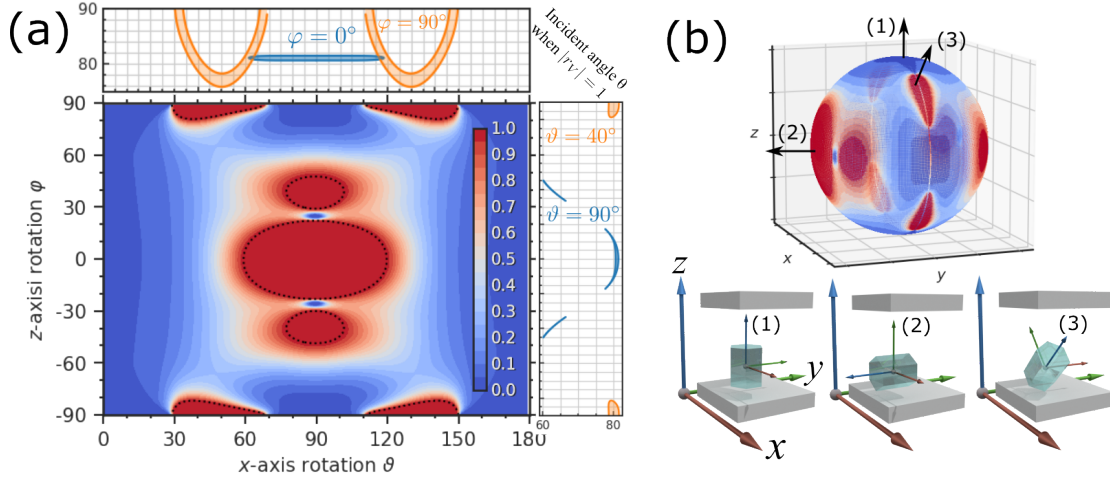 (a)
90
80
φ = 0°
φ = 90°
Incident angle θ
when |r_V| = 1
90
60
30
0
-30
-60
-90
1.0
0.9
0.8
0.7
0.6
0.5
0.4
0.3
0.2
0.1
0.0
ϑ = 40°
ϑ = 90°
0
30
60
90
120
150
180
60
80
z-axisi rotation φ
x-axis rotation ϑ
(b)
(1)
(3)
(2)
z
x
y
z
(1)
y
x
(2)
(3)